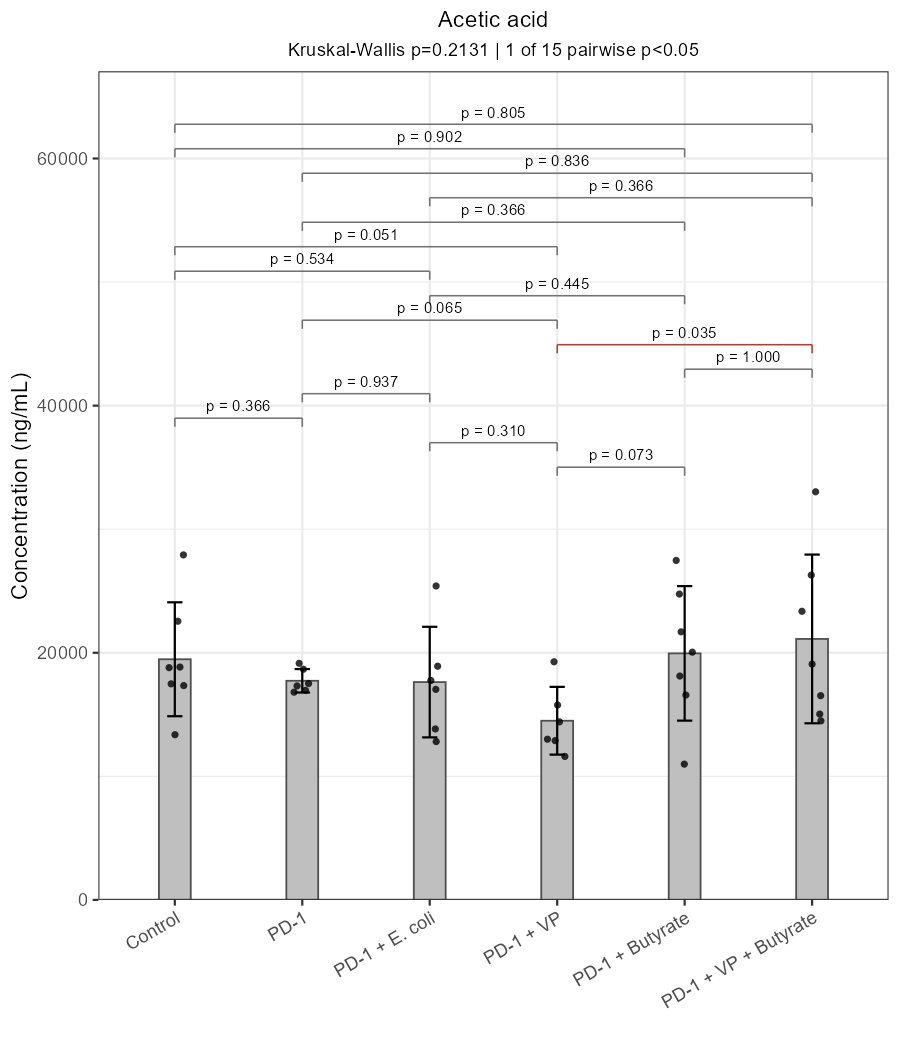 Acetic acid
Kruskal-Wallis p=0.2131 | 1 of 15 pairwise p<0.05
p = 0.805
p = 0.902
p = 0.836
p = 0.366
p = 0.366
p = 0.051
p = 0.534
p = 0.445
p = 0.065
p = 0.035
p = 1.000
p = 0.937
p = 0.366
p = 0.310
p = 0.073
Concentration (ng/mL)
60000
40000
20000
0
Control
PD-1
PD-1 + E. coli
PD-1 + VP
PD-1 + Butyrate
PD-1 + VP + Butyrate